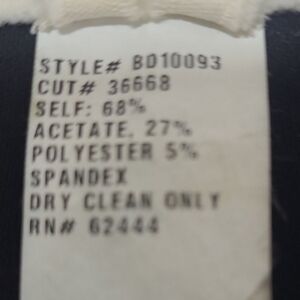 STYLE# BD10093
CUT# 36668
SELF: 68%
ACETATE, 27%
POLYESTER 5%
SPANDEX
DRY CLEAN ONLY
RN# 62444